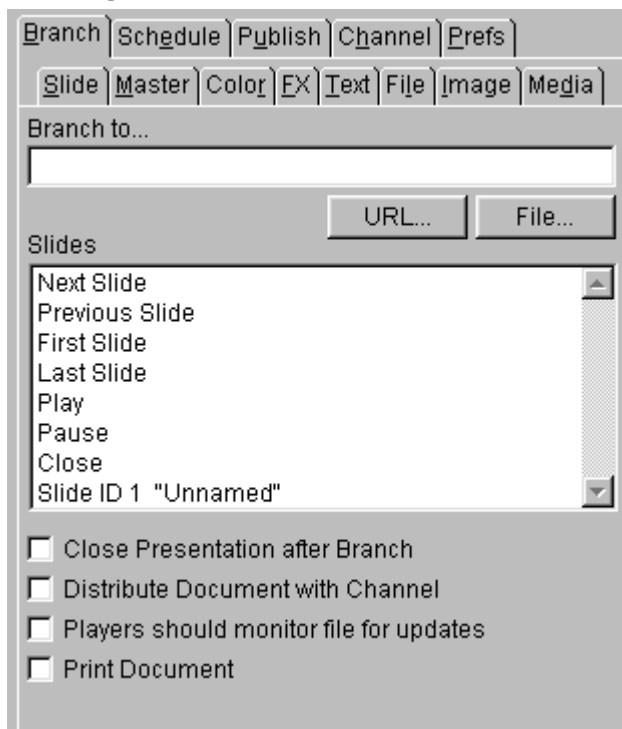 Branch Schedule Publish Channel Prefs
Slide Master Color FX Text File Image Media
Branch to...
URL... File...
Slides
Next Slide
Previous Slide
First Slide
Last Slide
Play
Pause
Close
Slide ID 1 "Unnamed"
Close Presentation after Branch
Distribute Document with Channel
Players should monitor file for updates
Print Document